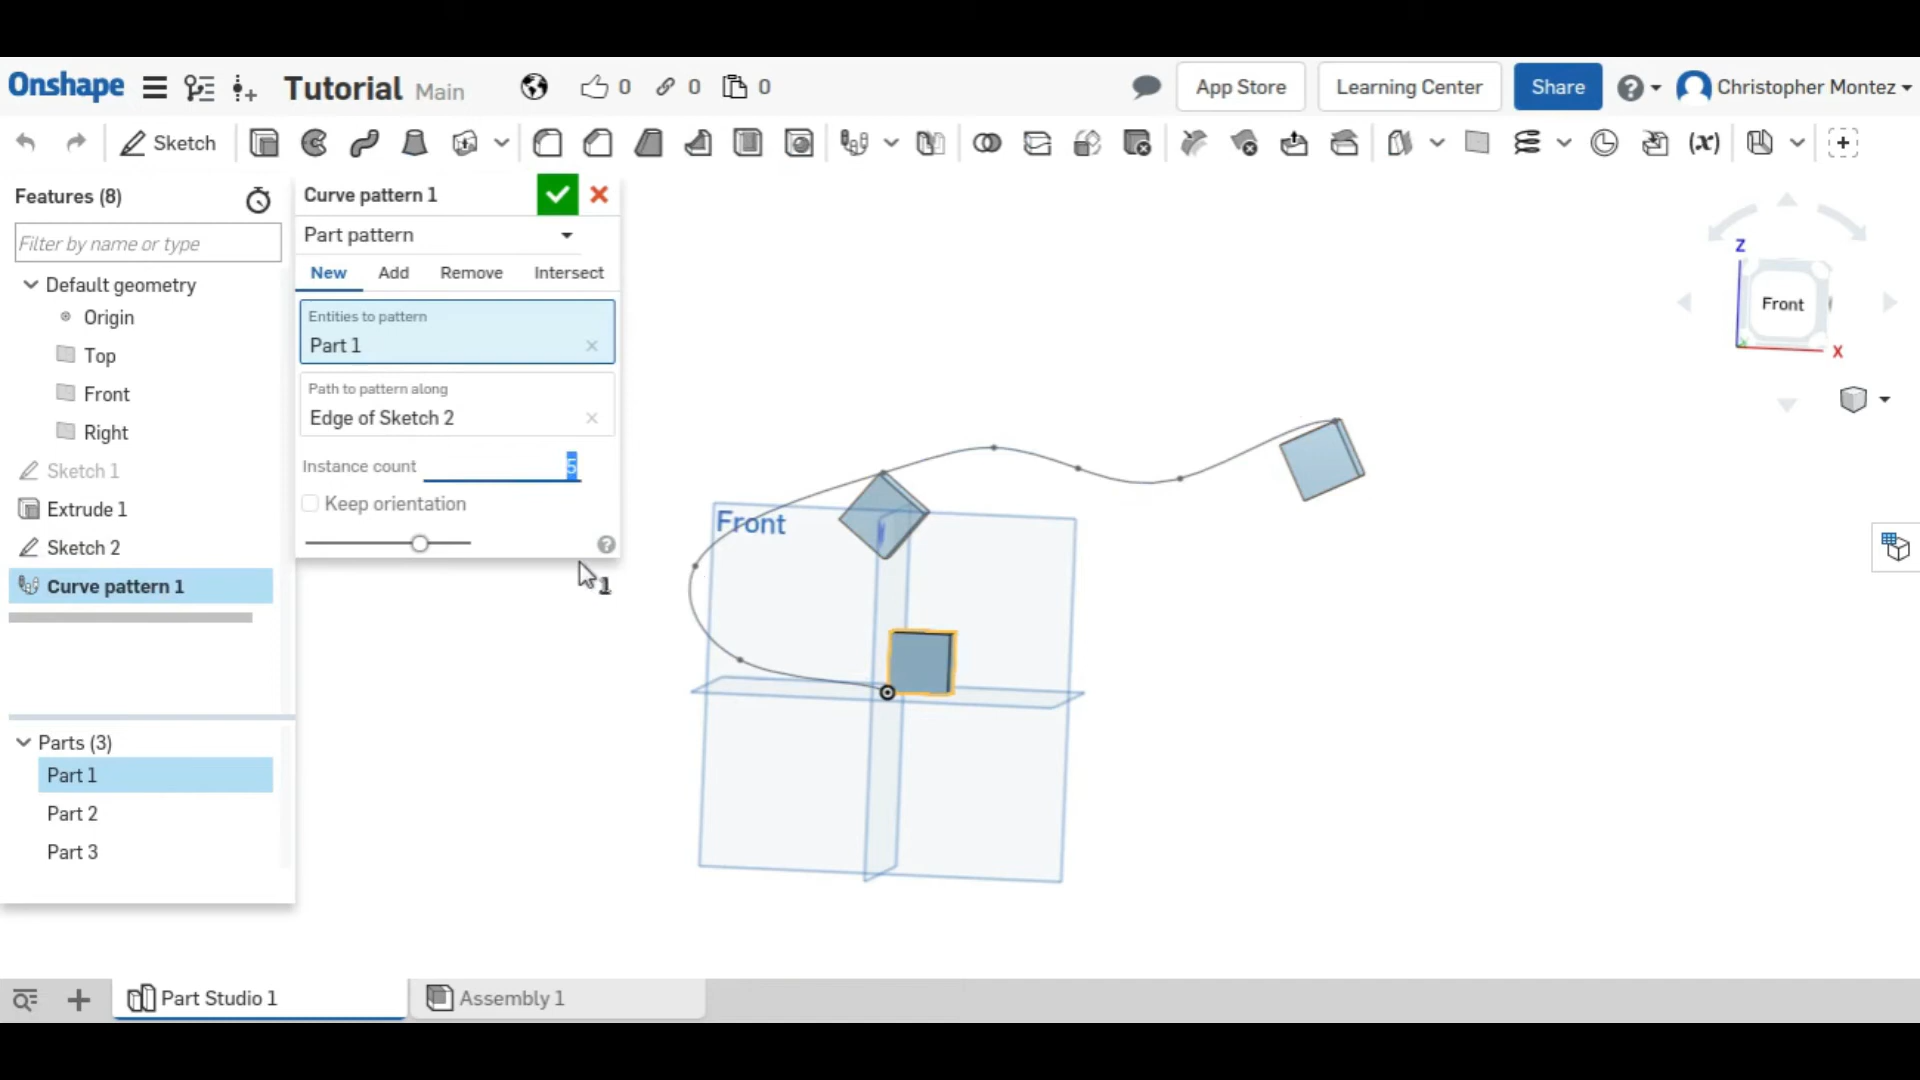 Onshape Tutorial Main 0 0 0 App Store Learning Center Share ? Christopher Montez
Sketch (x)
Features (8)
Filter by name or type
Default geometry
Origin
Top
Front
Right
Sketch 1
Extrude 1
Sketch 2
Curve pattern 1
Parts (3)
Part 1
Part 2
Part 3
Curve pattern 1
Part pattern
New Add Remove Intersect
Entities to pattern
Part 1
Path to pattern along
Edge of Sketch 2
Instance count 5
Keep orientation
?
1
Front
Z
Front
X
Part Studio 1
Assembly 1